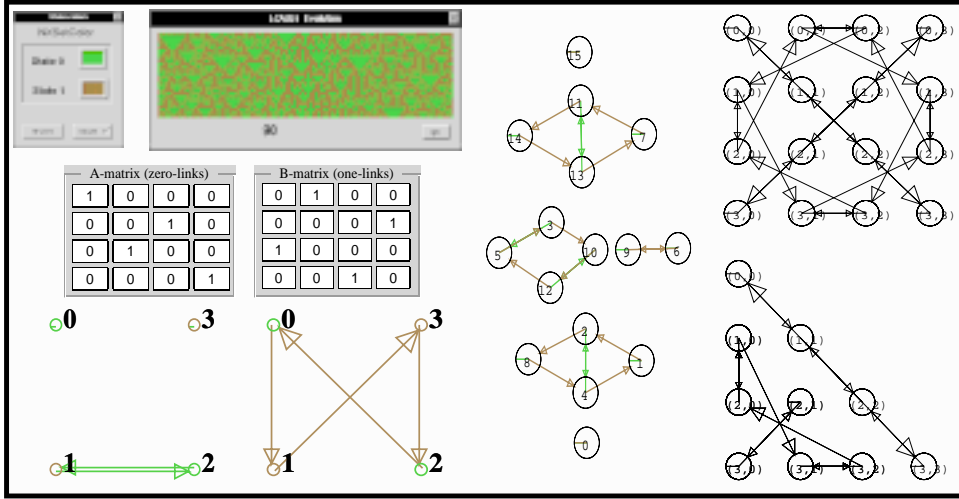 90
A-matrix (zero-links)
1 0 0 0
0 0 1 0
0 1 0 0
0 0 0 1
B-matrix (one-links)
0 1 0 0
0 0 0 1
1 0 0 0
0 0 1 0
0 3
1 2
0 3
1 2
15
11
14 7
13
3
5 10 9 6
12
2
8 1
4
0
(0,0) (0,1) (0,2) (0,3)
(1,0) (1,1) (1,2) (1,3)
(2,0) (2,1) (2,2) (2,3)
(3,0) (3,1) (3,2) (3,3)
(0,0)
(1,0) (1,1)
(2,0) (2,1) (2,2)
(3,0) (3,1) (3,2) (3,3)